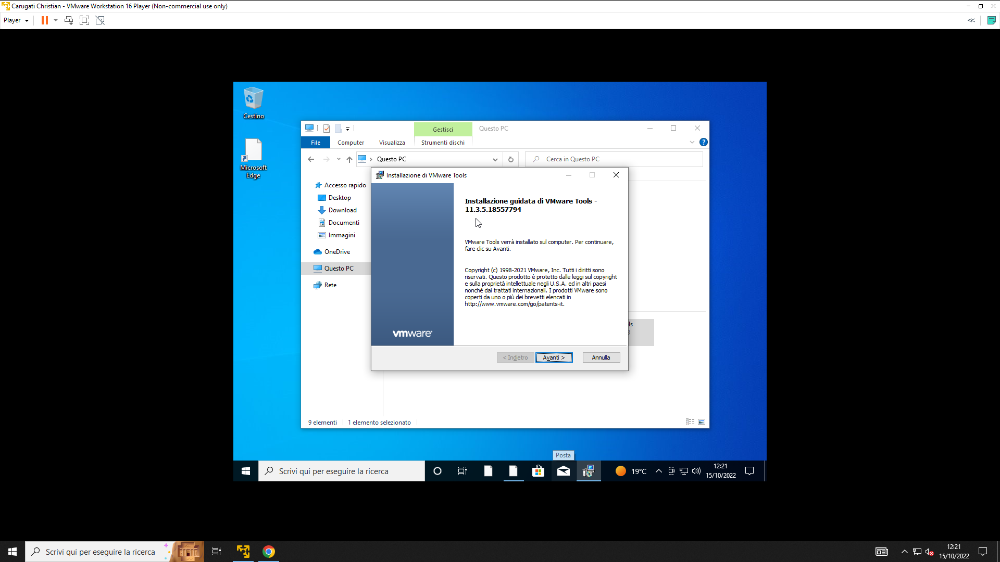 Carugati Christian - VMware Workstation 16 Player (Non-commercial use only)
Player
Cestino
Microsoft
Edge
Gestisci
Questo PC
File
Computer
Visualizza
Strumenti dischi
Questo PC
Cerca in Questo PC
Accesso rapido
Desktop
Download
Documenti
Immagini
OneDrive
Questo PC
Rete
Installazione di VMware Tools
Installazione guidata di VMware Tools -
11.3.5.18557794
VMware Tools verrà installato sul computer. Per continuare,
fare clic su Avanti.
Copyright (c) 1998-2021 VMware, Inc. Tutti i diritti sono
riservati. Questo prodotto è protetto dalle leggi sul copyright
e sulla proprietà intellettuale negli U.S.A. ed in altri paesi
nonché dai trattati internazionali. I prodotti VMware sono
coperti da uno o più dei brevetti elencati in
http://www.vmware.com/go/patents-it.
vmware
< Indietro
Avanti >
Annulla
9 elementi
1 elemento selezionato
Posta
Scrivi qui per eseguire la ricerca
19°C
12:21
15/10/2022
Scrivi qui per eseguire la ricerca
12:21
15/10/2022